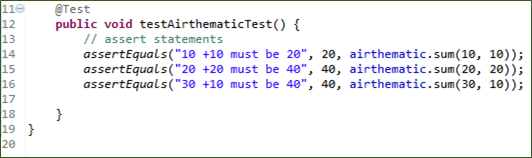 11 @Test
12 public void testAirthematicTest() {
13 // assert statements
14 assertEquals("10 +10 must be 20", 20, airthematic.sum(10, 10));
15 assertEquals("20 +20 must be 40", 40, airthematic.sum(20, 20));
16 assertEquals("30 +10 must be 40", 40, airthematic.sum(30, 10));
17
18 }
19 }
20